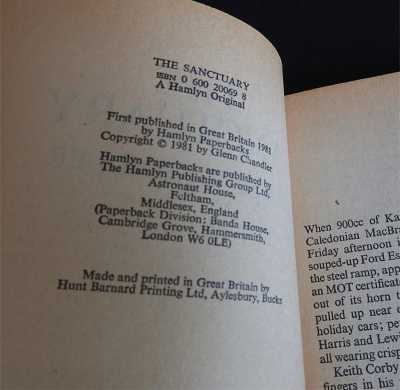 THE SANCTUARY
ISBN 0 600 20069 8
A Hamlyn Original
First published in Great Britain 1981
by Hamlyn Paperbacks
Copyright © 1981 by Glenn Chandler
Hamlyn Paperbacks are published by
The Hamlyn Publishing Group Ltd,
Astronaut House,
Feltham,
Middlesex, England
(Paperback Division: Banda House,
Cambridge Grove, Hammersmith,
London W6 0LE)
Made and printed in Great Britain by
Hunt Barnard Printing Ltd, Aylesbury, Bucks
When 900cc of Ka
Caledonian MacBra
Friday afternoon i
souped-up Ford Es
the steel ramp, appe
an MOT certificate
out of its horn t
pulled up near
holiday cars; pe
Harris and Lewi
all wearing crisp
Keith Corby
fingers in his